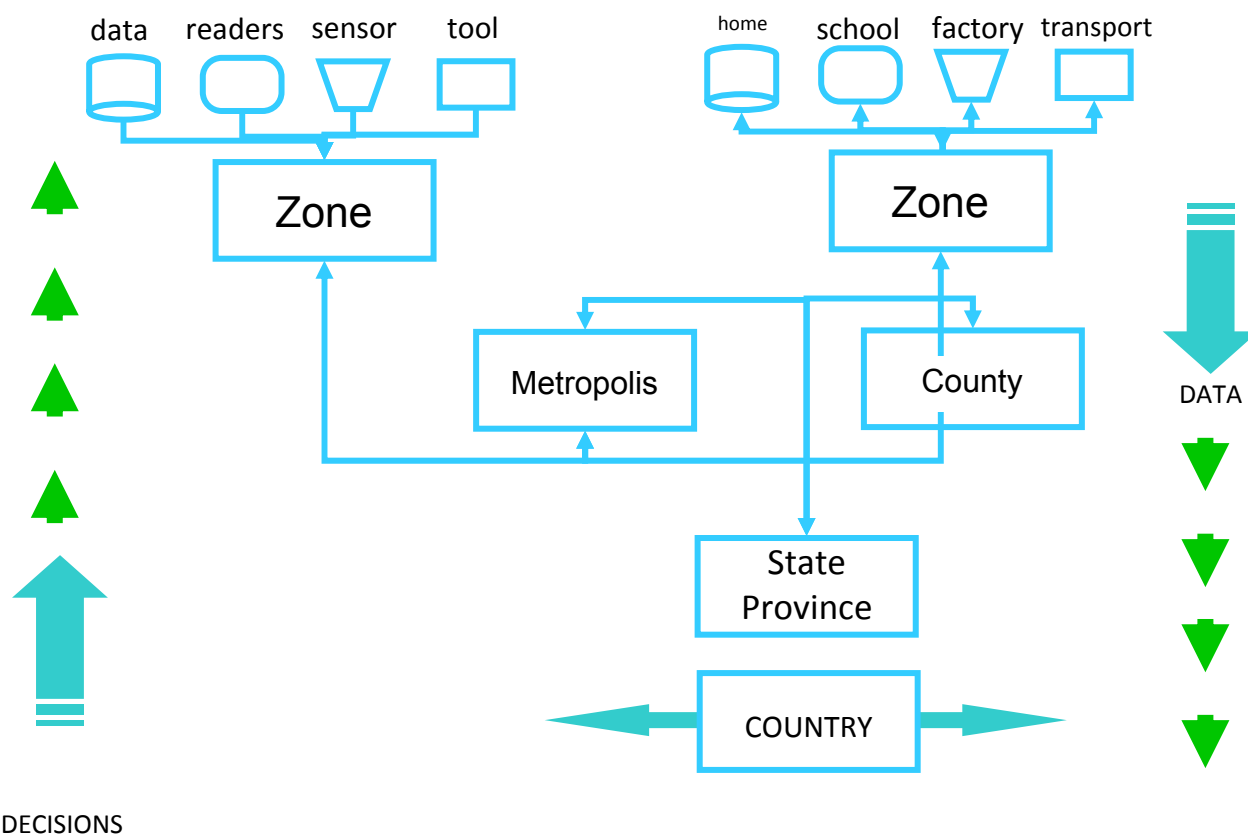 data
readers
sensor
tool
home
school
factory
transport
Zone
Zone
Metropolis
County
DATA
State
Province
COUNTRY
DECISIONS